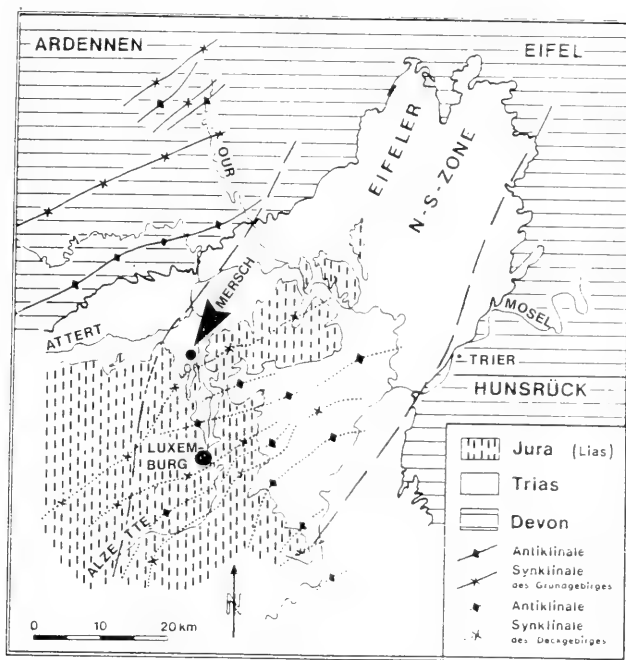 ARDENNEN
EIFEL
OUR
EIFELER
N-S-ZONE
MERSCH
ATTERT
MOSEL
TRIER
HUNSRÜCK
LUXEM
BURG
ALZETTE
Jura (Lias)
Trias
Devon
Antiklinale
Synklinale
des Grundgebirges
Antiklinale
Synklinale
des Deckgebirges
N
0 10 20 km